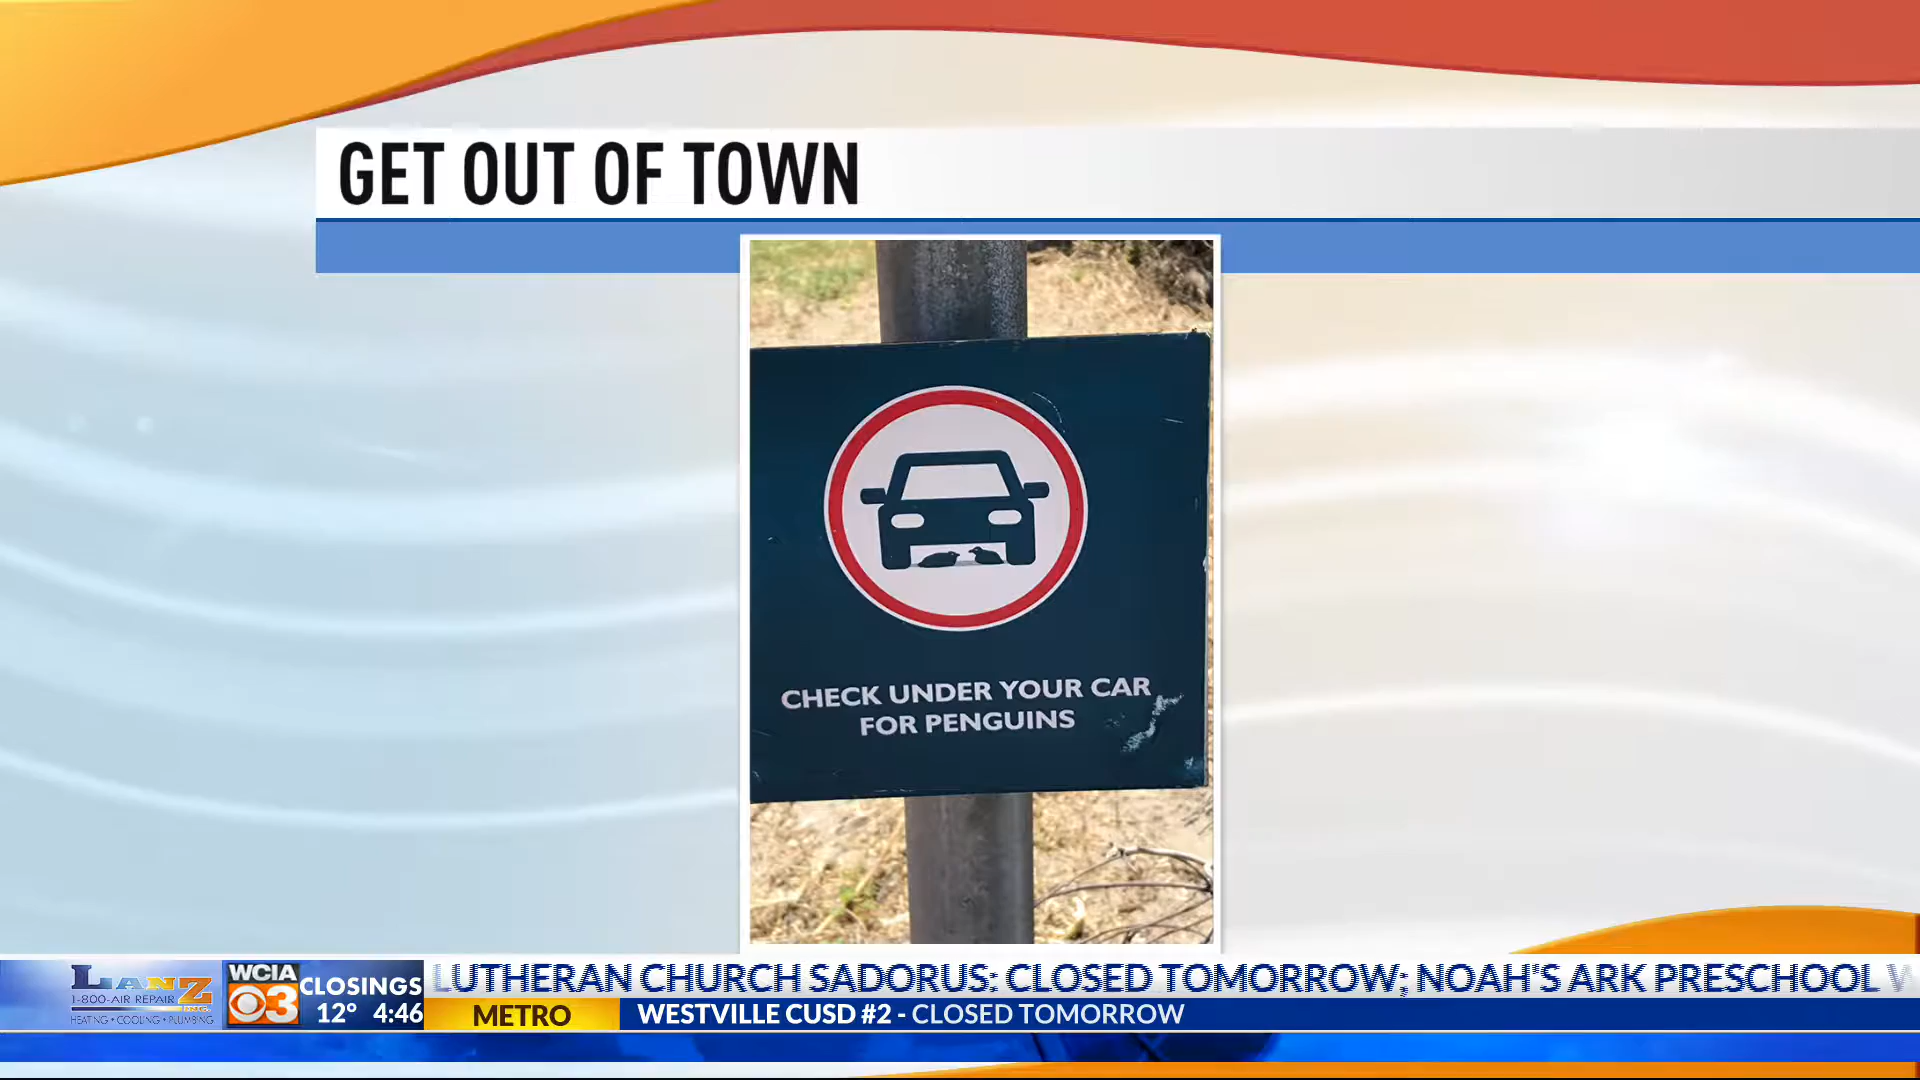 GET OUT OF TOWN
CHECK UNDER YOUR CAR
FOR PENGUINS
LANZ INC.
1-800-AIR REPAIR
HEATING • COOLING • PLUMBING
WCIA
3
CLOSINGS
12° 4:46
LUTHERAN CHURCH SADORUS: CLOSED TOMORROW; NOAH'S ARK PRESCHOOL
METRO
WESTVILLE CUSD #2 - CLOSED TOMORROW